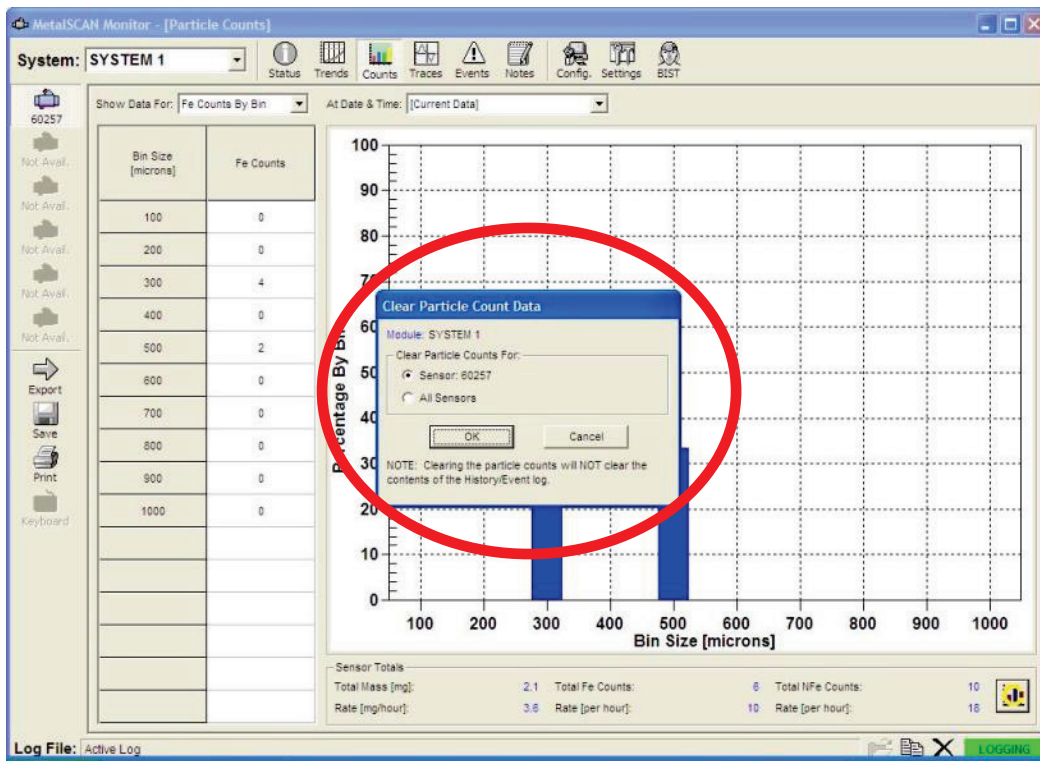 MetalSCAN Monitor - [Particle Counts]
System: SYSTEM 1
Status Trends Counts Traces Events Notes Config. Settings BIST
60257
Not Avail.
Not Avail.
Not Avail.
Not Avail.
Not Avail.
Export
Save
Print
Keyboard
Show Data For: Fe Counts By Bin At Date & Time: [Current Data]
Bin Size [microns] Fe Counts
100 0
200 0
300 4
400 0
500 2
600 0
700 0
800 0
900 0
1000 0
100
90
80
60
50
40
30
20
10
0
Percentage By
100 200 300 400 500 600 700 800 900 1000
Bin Size [microns]
Clear Particle Count Data
Module: SYSTEM 1
Clear Particle Counts For:
Sensor: 60257
All Sensors
OK Cancel
NOTE: Clearing the particle counts will NOT clear the
contents of the History/Event log.
Sensor Totals
Total Mass [mg]: 2.1 Total Fe Counts: 6 Total NFe Counts: 10
Rate [mg/hour]: 3.6 Rate [per hour]: 10 Rate [per hour]: 18
Log File: Active Log LOGGING